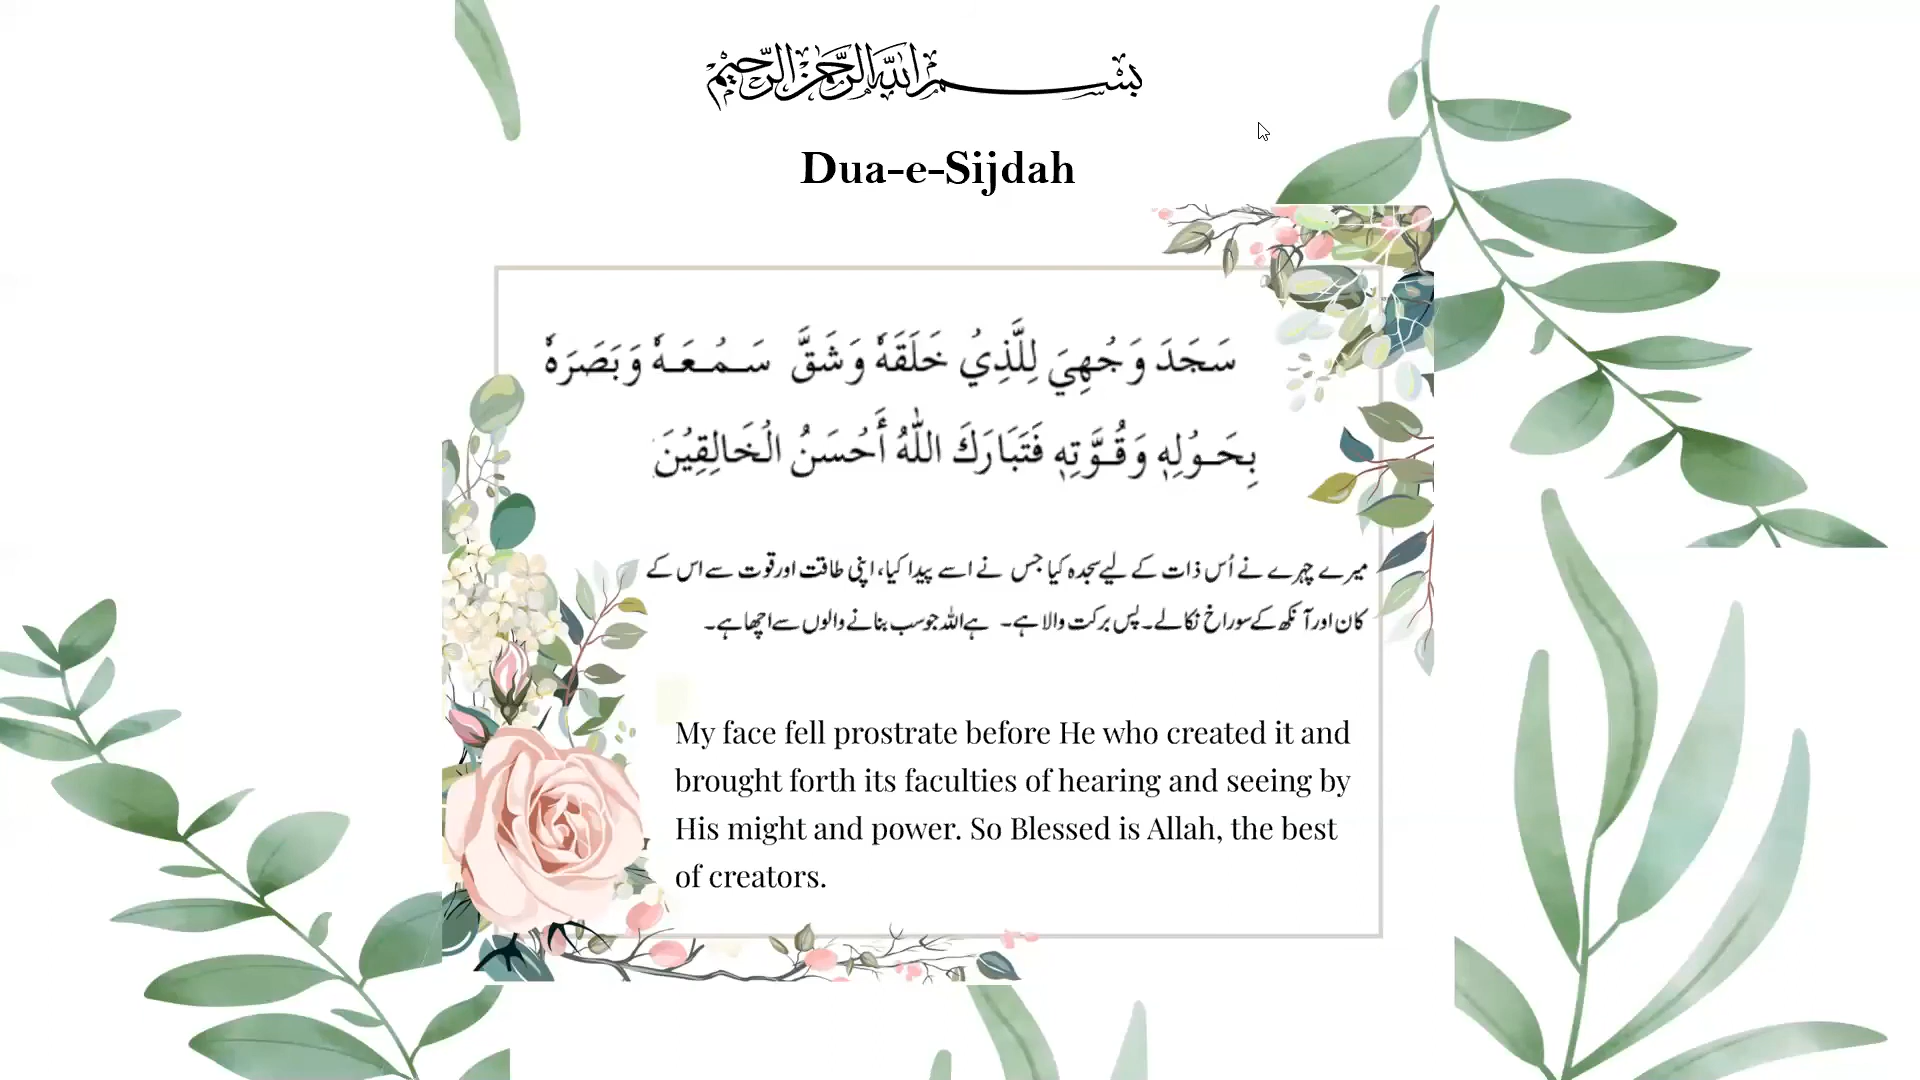 بسم الله الرحمن الرحيم
Dua-e-Sijdah
سَجَدَ وَجْهِيَ لِلَّذِيْ خَلَقَهٗ وَشَقَّ سَمْعَهٗ وَبَصَرَهٗ
بِحَوْلِهٖ وَقُوَّتِهٖ فَتَبَارَكَ اللّٰهُ أَحْسَنُ الْخَالِقِيْنَ
میرے چہرے نے اُس ذات کے لیے سجدہ کیا جس نے اسے پیدا کیا، اپنی طاقت اور قوت سے اس کے
کان اور آنکھ کے سوراخ نکالے۔ پس برکت والا ہے۔ ہے اللہ جو سب بنانے والوں سے اچھا ہے۔
My face fell prostrate before He who created it and
brought forth its faculties of hearing and seeing by
His might and power. So Blessed is Allah, the best
of creators.